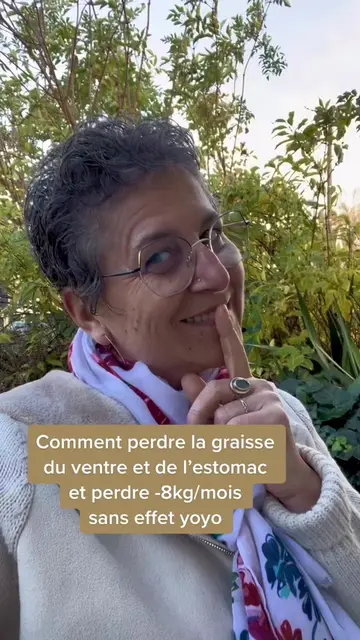 Comment perdre la graisse
du ventre et de l’estomac
et perdre -8kg/mois
sans effet yoyo